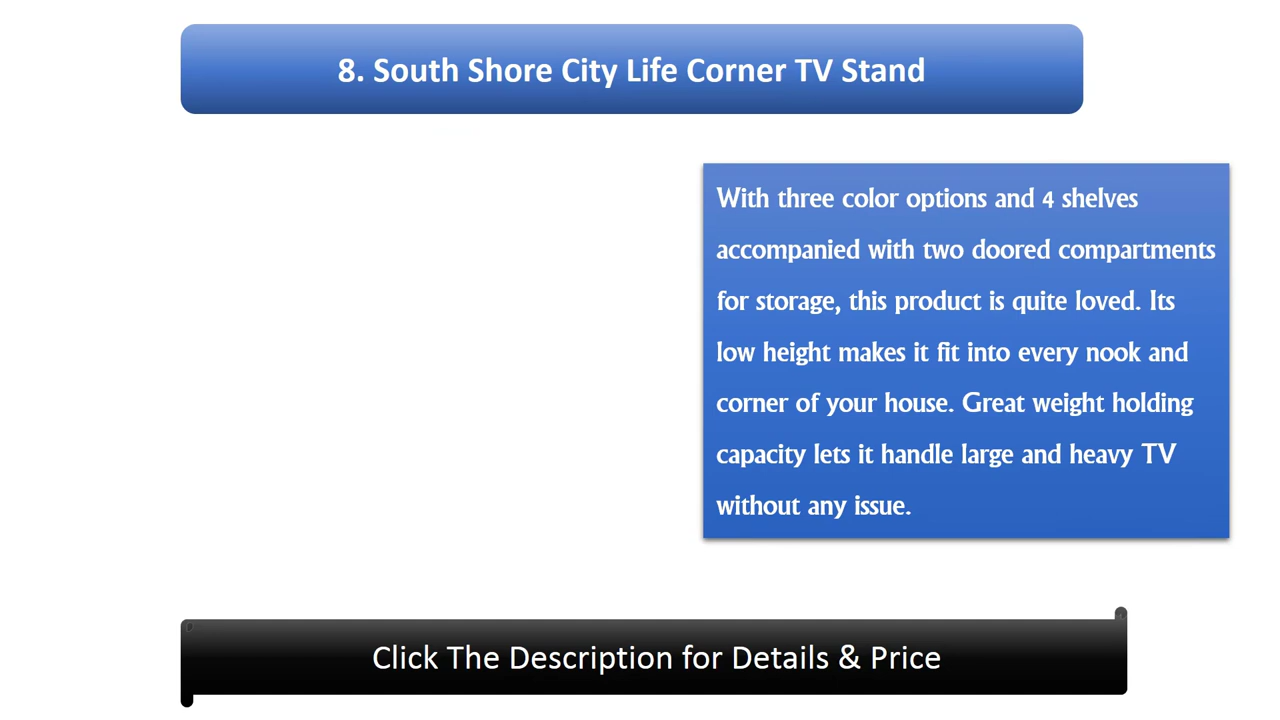 8. South Shore City Life Corner TV Stand
With three color options and 4 shelves
accompanied with two doored compartments
for storage, this product is quite loved. Its
low height makes it fit into every nook and
corner of your house. Great weight holding
capacity lets it handle large and heavy TV
without any issue.
Click The Description for Details & Price